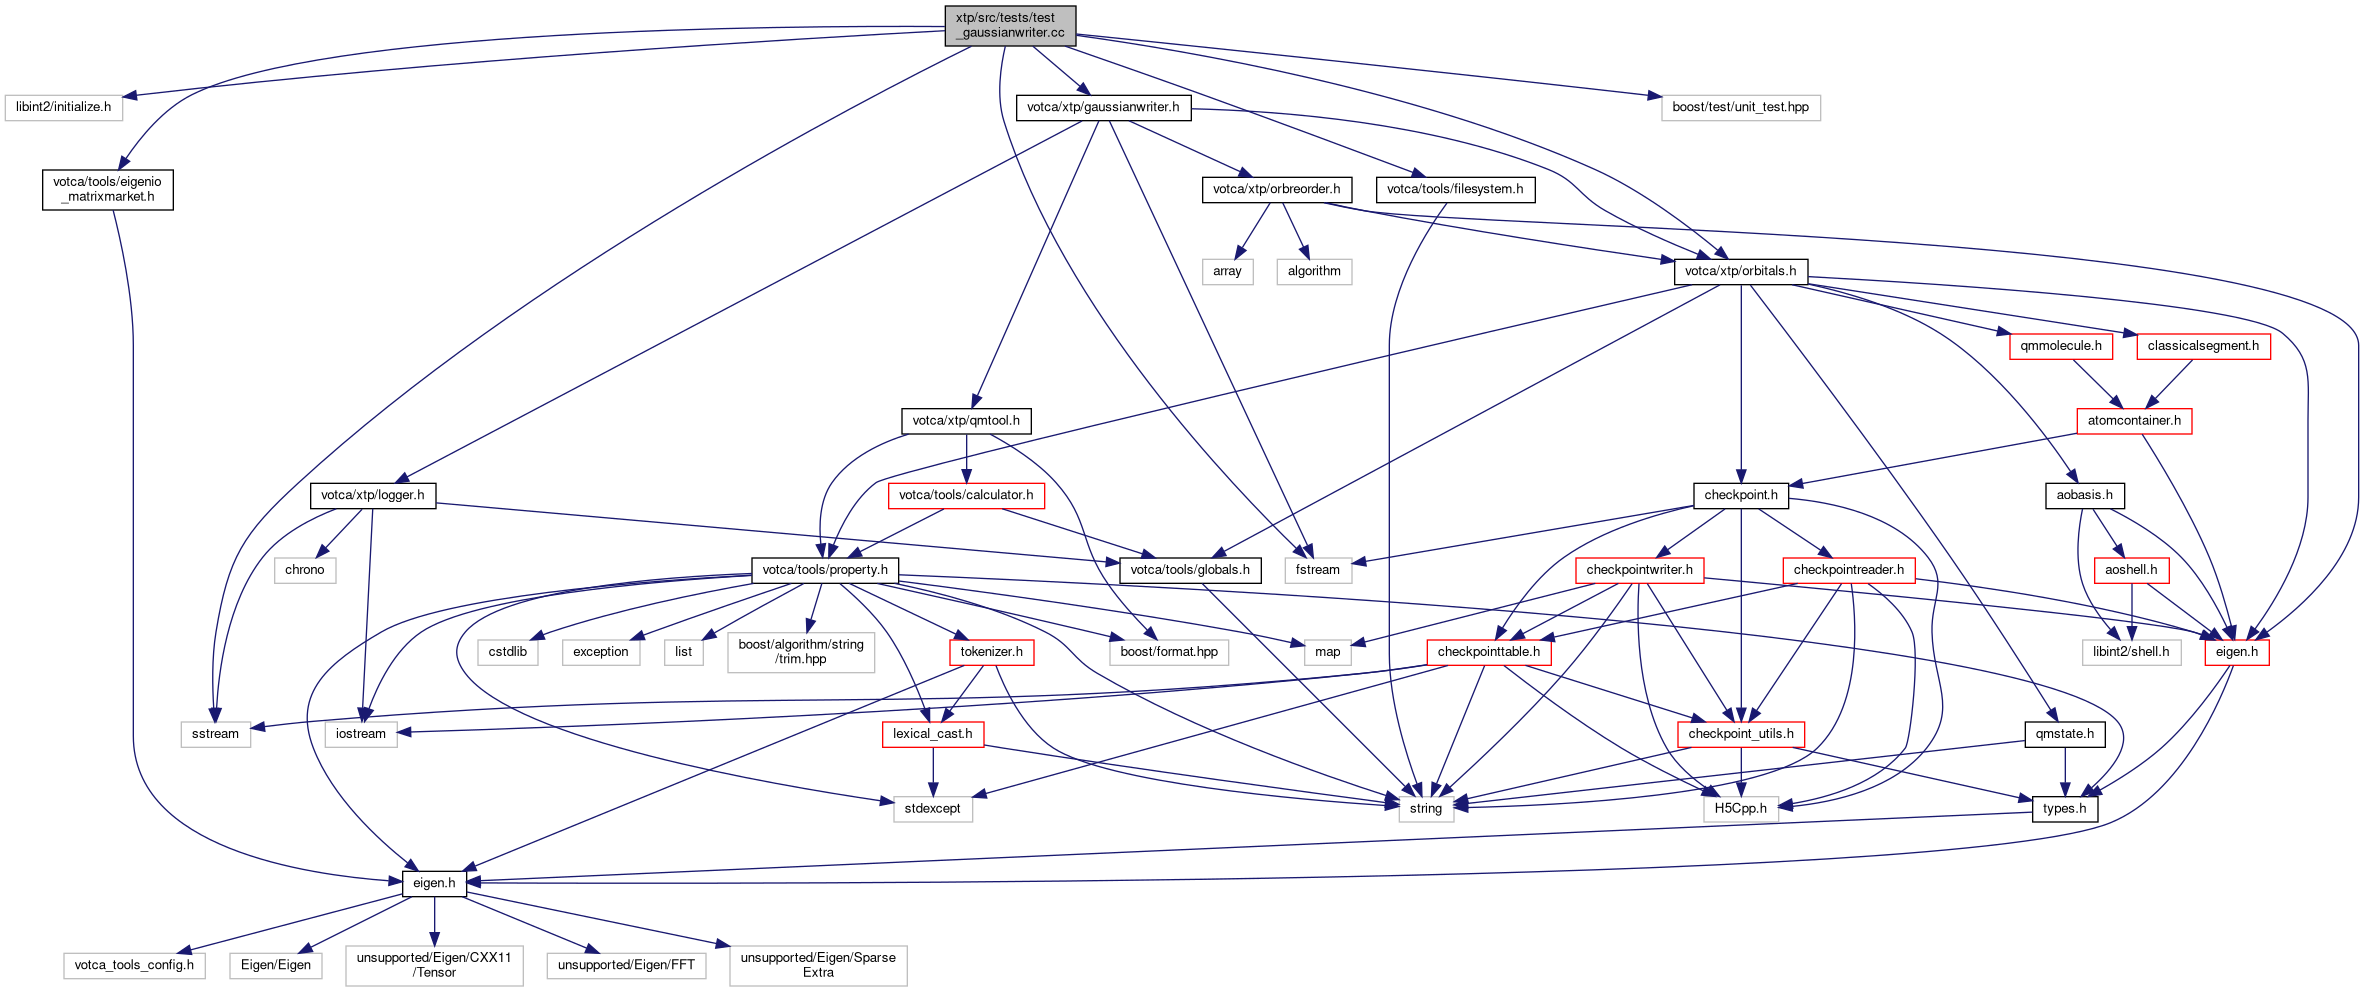 xtp/src/tests/test
_gaussianwriter.cc
libint2/initialize.h
votca/xtp/gaussianwriter.h
boost/test/unit_test.hpp
votca/tools/eigenio
_matrixmarket.h
votca/xtp/orbreorder.h
votca/tools/filesystem.h
array
algorithm
votca/xtp/orbitals.h
qmmolecule.h
classicalsegment.h
votca/xtp/qmtool.h
atomcontainer.h
votca/xtp/logger.h
votca/tools/calculator.h
checkpoint.h
aobasis.h
chrono
votca/tools/property.h
votca/tools/globals.h
fstream
checkpointwriter.h
checkpointreader.h
aoshell.h
cstdlib
exception
list
boost/algorithm/string
/trim.hpp
tokenizer.h
boost/format.hpp
map
checkpointtable.h
libint2/shell.h
eigen.h
sstream
iostream
lexical_cast.h
checkpoint_utils.h
qmstate.h
stdexcept
string
H5Cpp.h
types.h
eigen.h
votca_tools_config.h
Eigen/Eigen
unsupported/Eigen/CXX11
/Tensor
unsupported/Eigen/FFT
unsupported/Eigen/Sparse
Extra